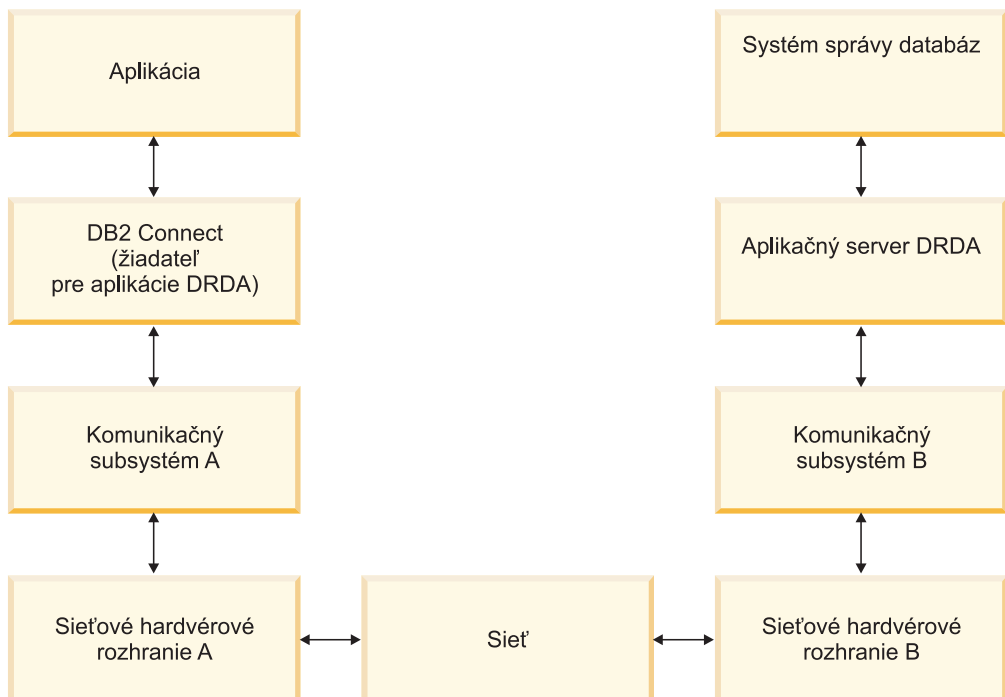 Aplikácia
Systém správy databáz
DB2 Connect
(žiadateľ
pre aplikácie DRDA)
Aplikačný server DRDA
Komunikačný
subsystém A
Komunikačný
subsystém B
Sieťové hardvérové
rozhranie A
Sieť
Sieťové hardvérové
rozhranie B